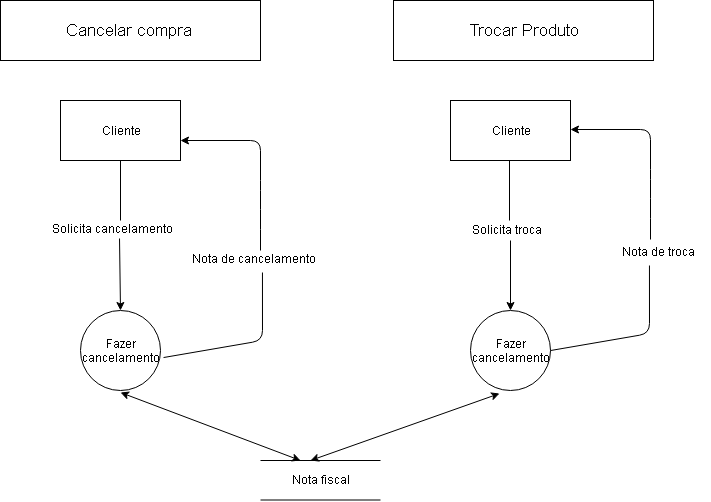 Cancelar compra
Trocar Produto
Cliente
Cliente
Solicita cancelamento
Solicita troca
Nota de cancelamento
Nota de troca
Fazer
cancelamento
Fazer
cancelamento
Nota fiscal